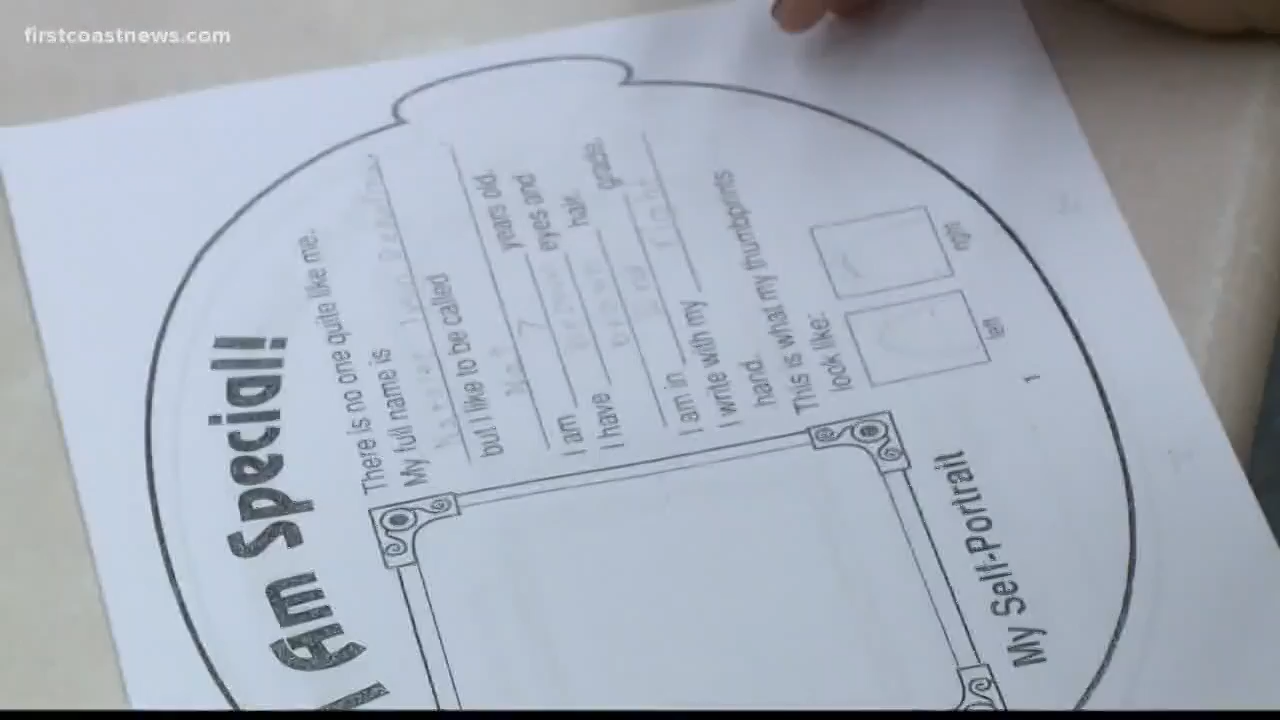 firstcoastnews.com
I Am Special!
There is no one quite like me.
My full name is
but I like to be called
I am 7 years old.
I have eyes and
hair.
I am in grade.
I write with my right
hand.
This is what my thumbprints
look like:
left right
My Self-Portrait
1